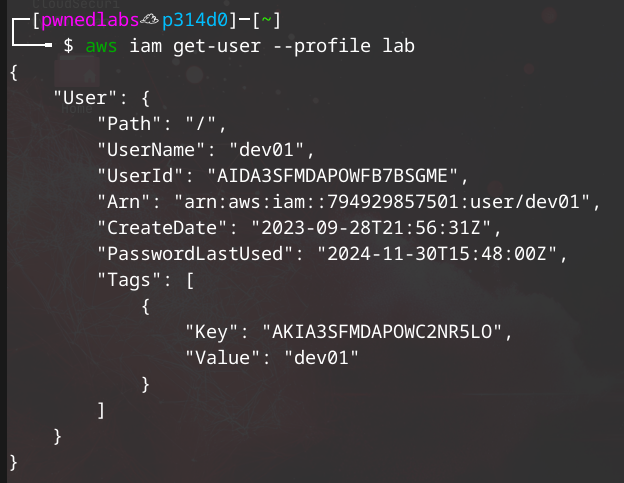 CloudSecuri
┌─[pwnedlabs☁p314d0]─[~]
└──╼ $ aws iam get-user --profile lab
{
    "User": {
        "Path": "/",
        "UserName": "dev01",
        "UserId": "AIDA3SFMDAPOWFB7BSGME",
        "Arn": "arn:aws:iam::794929857501:user/dev01",
        "CreateDate": "2023-09-28T21:56:31Z",
        "PasswordLastUsed": "2024-11-30T15:48:00Z",
        "Tags": [
            {
                "Key": "AKIA3SFMDAPOWC2NR5LO",
                "Value": "dev01"
            }
        ]
    }
}